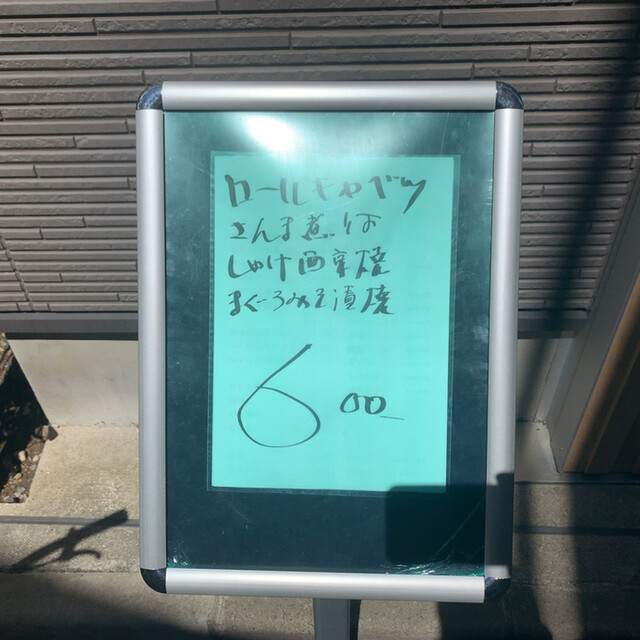 ロールキャベツ
さんま煮付
しゃけ西京焼
まぐろみそ漬焼
600